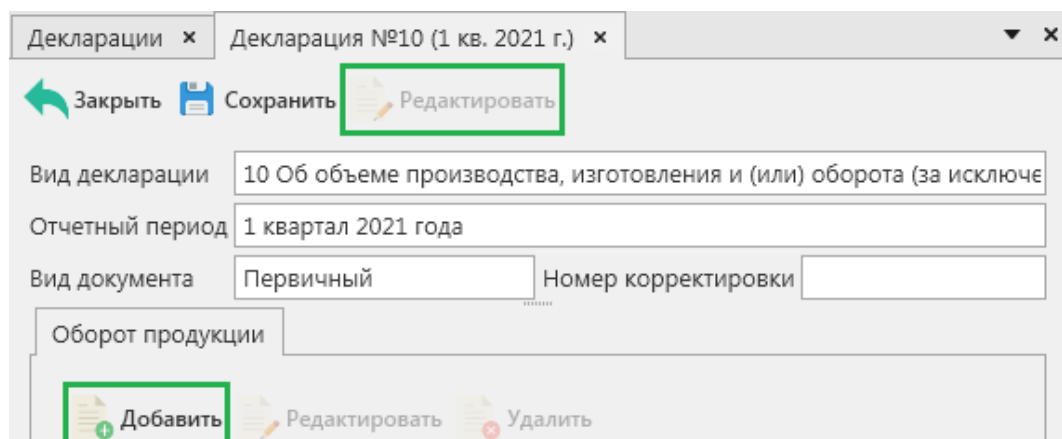 Декларации × Декларация №10 (1 кв. 2021 г.) ×
Закрыть Сохранить Редактировать
Вид декларации 10 Об объеме производства, изготовления и (или) оборота (за исключе
Отчетный период 1 квартал 2021 года
Вид документа Первичный Номер корректировки
Оборот продукции
Добавить Редактировать Удалить